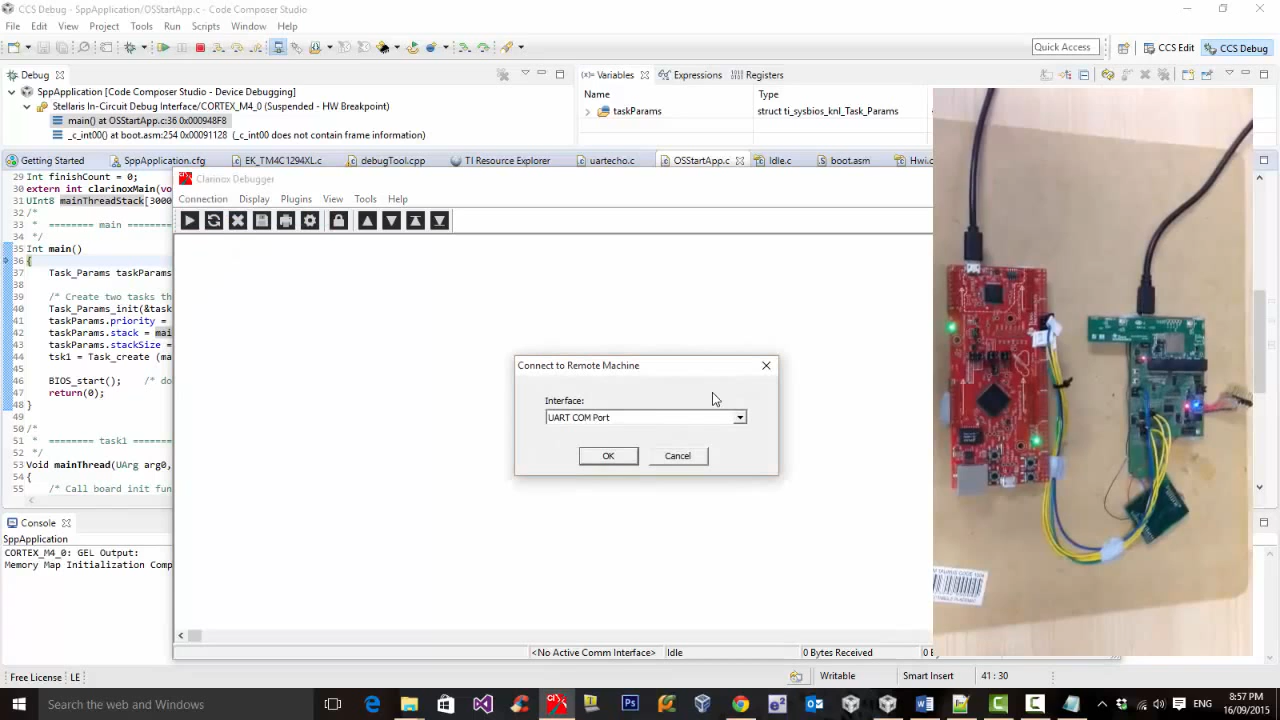 CCS Debug - SppApplication/OSStartApp.c - Code Composer Studio
File Edit View Project Tools Run Scripts Window Help
Quick Access
CCS Edit
CCS Debug
Debug
SppApplication [Code Composer Studio - Device Debugging]
Stellaris In-Circuit Debug Interface/CORTEX_M4_0 (Suspended - HW Breakpoint)
main() at OSStartApp.c:36 0x000948F8
_c_int00() at boot.asm:254 0x00091128 (_c_int00 does not contain frame information)
(x)= Variables
Expressions
Registers
Name Type
taskParams struct ti_sysbios_knl_Task_Params
Getting Started
SppApplication.cfg
EK_TM4C1294XL.c
debugTool.cpp
TI Resource Explorer
uartecho.c
OSStartApp.c
Idle.c
boot.asm
Hwi.c
29 Int finishCount = 0;
30 extern int clarinoxMain(vo
31 UInt8 mainThreadStack[3000
32 /*
33 * ======== main =====
34 */
35 Int main()
36 {
37 Task_Params taskParams
38
39 /* Create two tasks th
40 Task_Params_init(&task
41 taskParams.priority =
42 taskParams.stack = mai
43 taskParams.stackSize =
44 tsk1 = Task_create (ma
45
46 BIOS_start(); /* do
47 return(0);
48 }
49
50 /*
51 * ======== task1 ====
52 */
53 Void mainThread(UArg arg0,
54 {
55 /* Call board init fun
Clarinox Debugger
Connection Display Plugins View Tools Help
Connect to Remote Machine
Interface:
UART COM Port
OK
Cancel
<No Active Comm Interface> Idle 0 Bytes Received
Console
SppApplication
CORTEX_M4_0: GEL Output:
Memory Map Initialization Comp
Free License LE
Writable
Smart Insert
41 : 30
Search the web and Windows
ENG
8:57 PM
16/09/2015